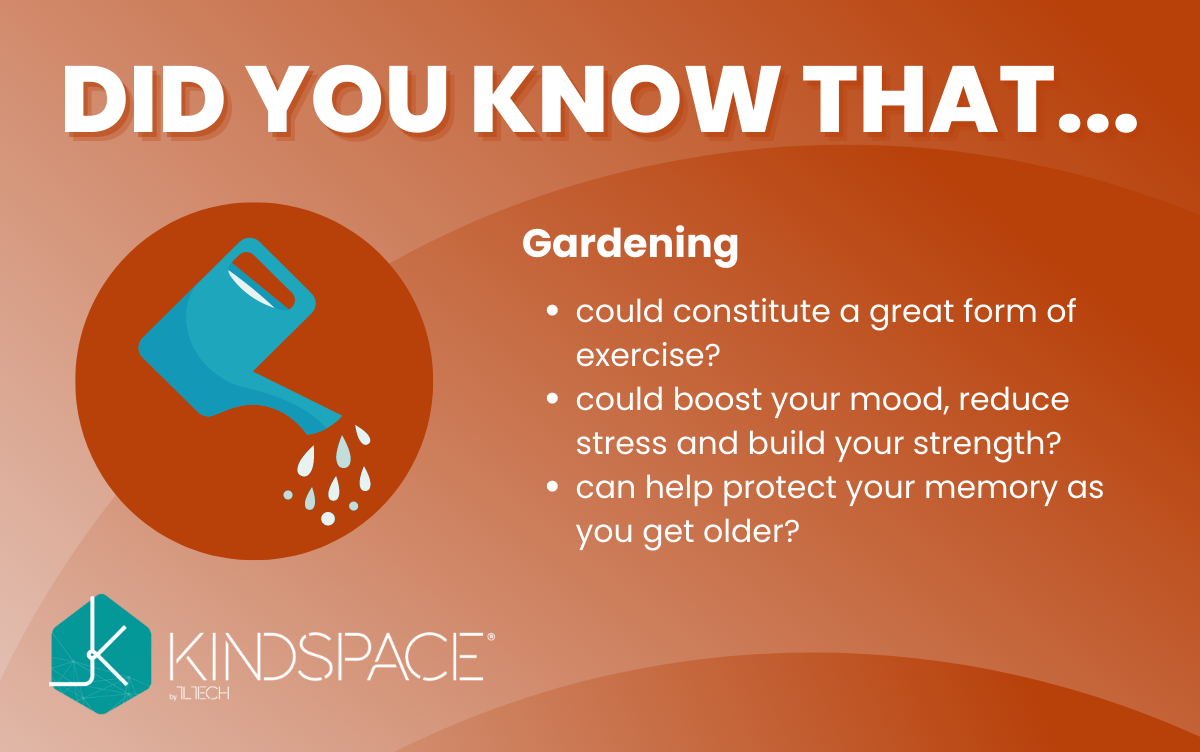 DID YOU KNOW THAT...
Gardening
• could constitute a great form of
exercise?
• could boost your mood, reduce
stress and build your strength?
• can help protect your memory as
you get older?
KINDSPACE®
by TLTECH